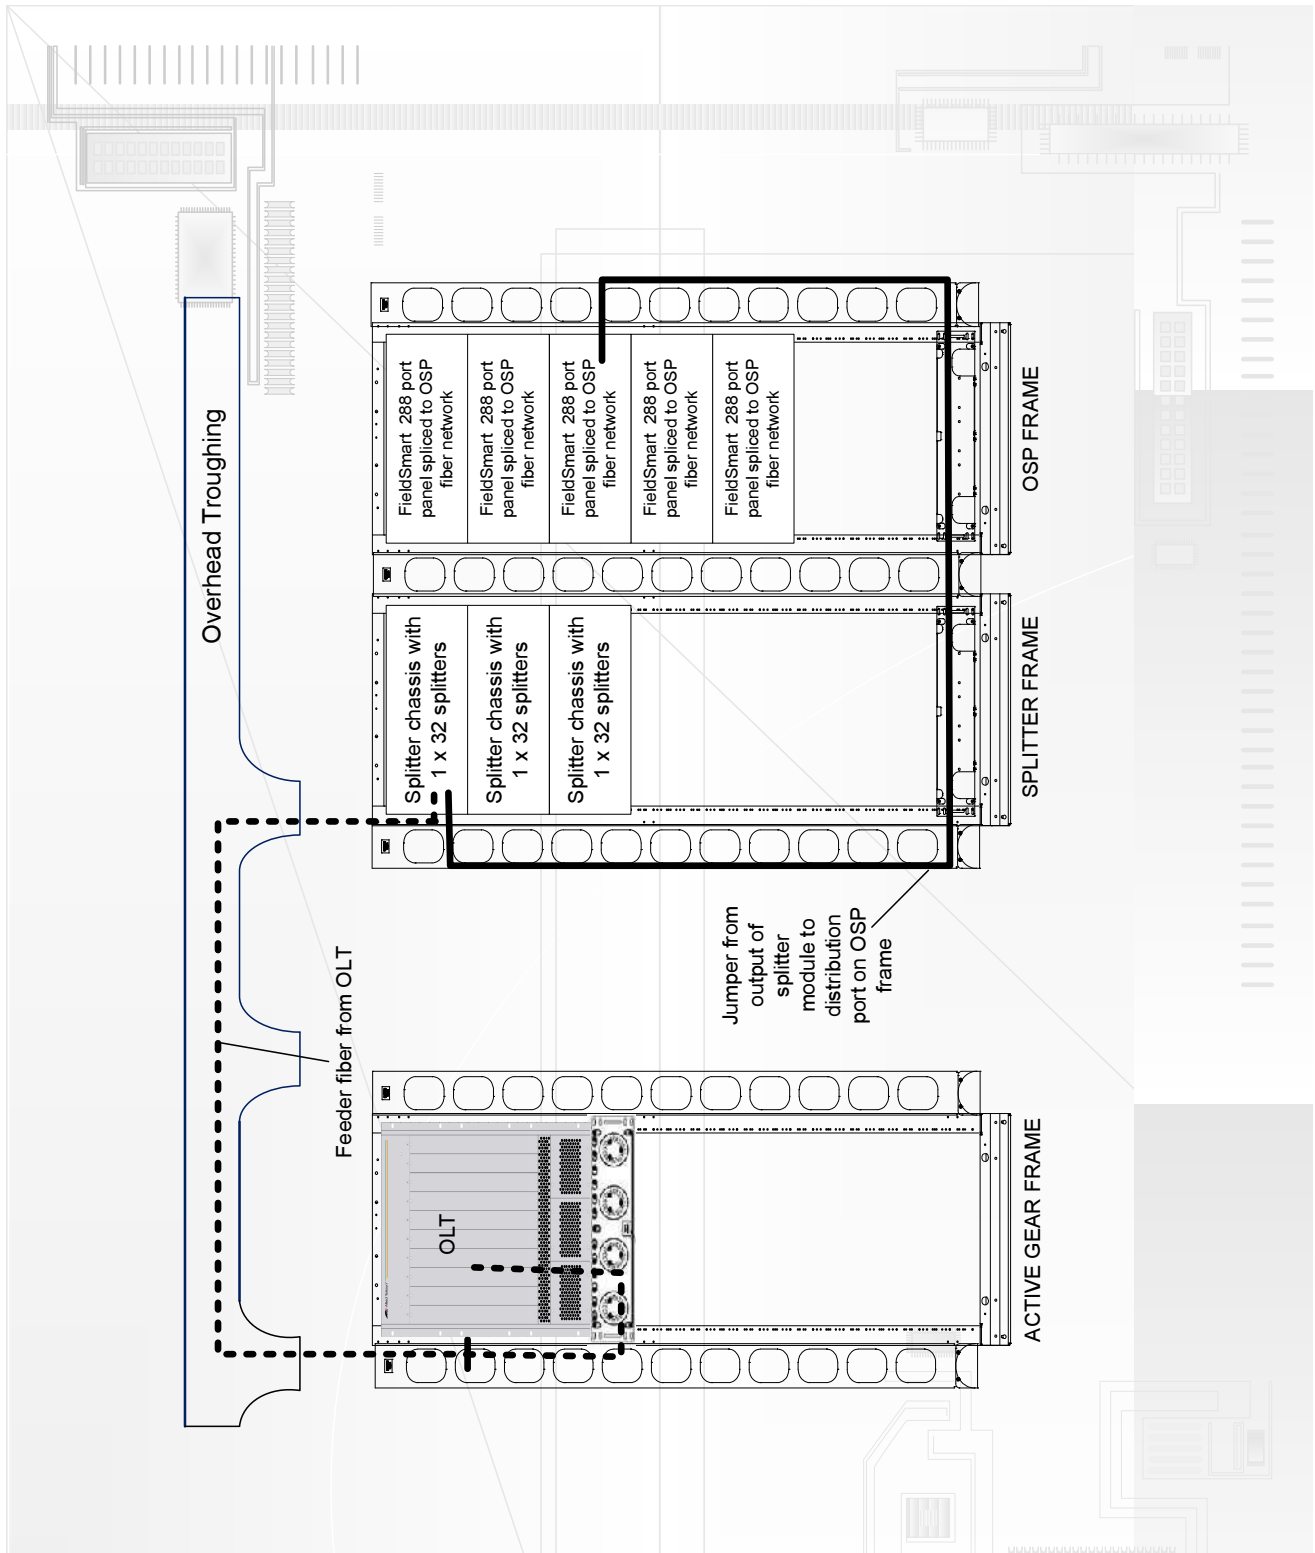 Overhead Troughing
Feeder fiber from OLT
OLT
ACTIVE GEAR FRAME
Splitter chassis with
1 x 32 splitters
Splitter chassis with
1 x 32 splitters
Splitter chassis with
1 x 32 splitters
SPLITTER FRAME
Jumper from
output of
splitter
module to
distribution
port on OSP
frame
FieldSmart 288 port
panel spliced to OSP
fiber network
FieldSmart 288 port
panel spliced to OSP
fiber network
FieldSmart 288 port
panel spliced to OSP
fiber network
FieldSmart 288 port
panel spliced to OSP
fiber network
FieldSmart 288 port
panel spliced to OSP
fiber network
OSP FRAME